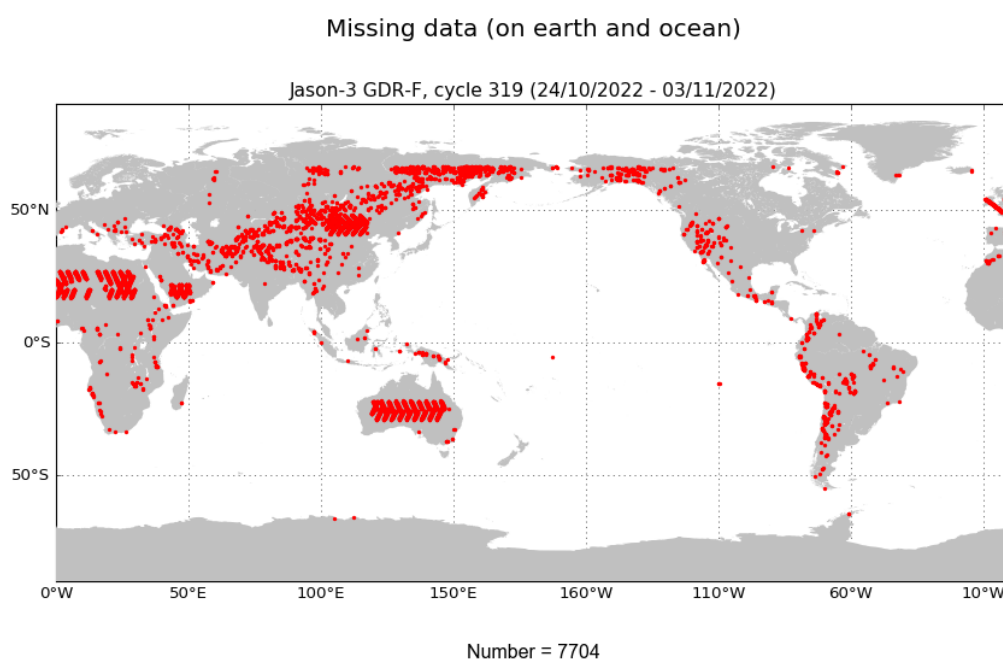 Missing data (on earth and ocean)
Jason-3 GDR-F, cycle 319 (24/10/2022 - 03/11/2022)
50°N
0°S
50°S
0°W 50°E 100°E 150°E 160°W 110°W 60°W 10°W
Number = 7704